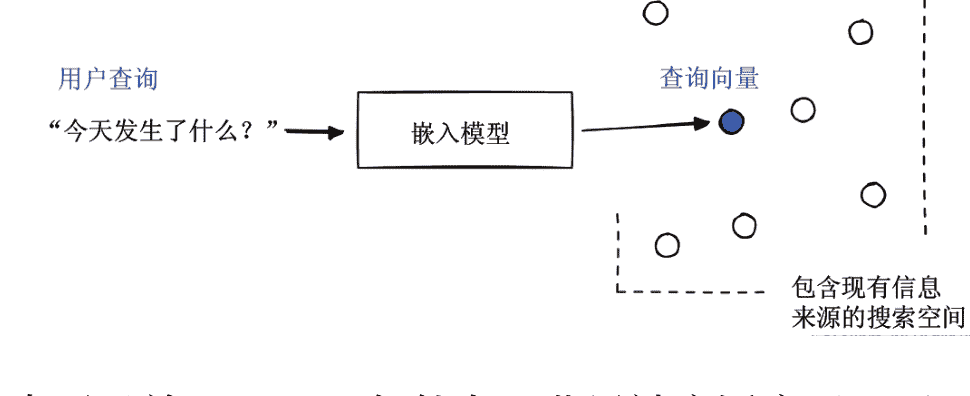 用户查询
查询向量
“今天发生了什么？”
嵌入模型
包含现有信息
来源的搜索空间